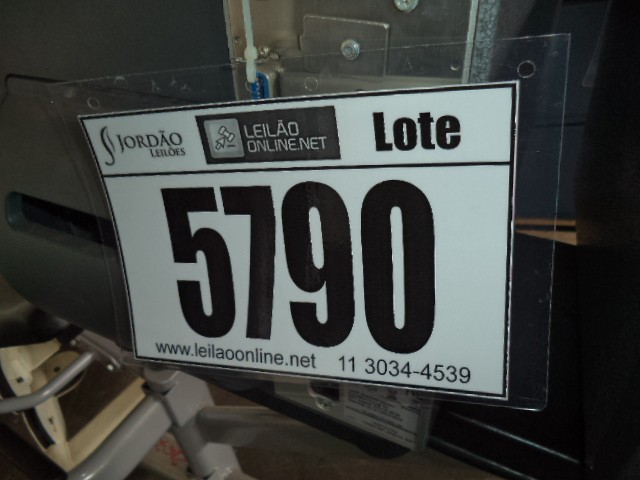 JORDÃO
LEILÕES
LEILÃO
ONLINE.NET
Lote
5790
www.leilaoonline.net 11 3034-4539